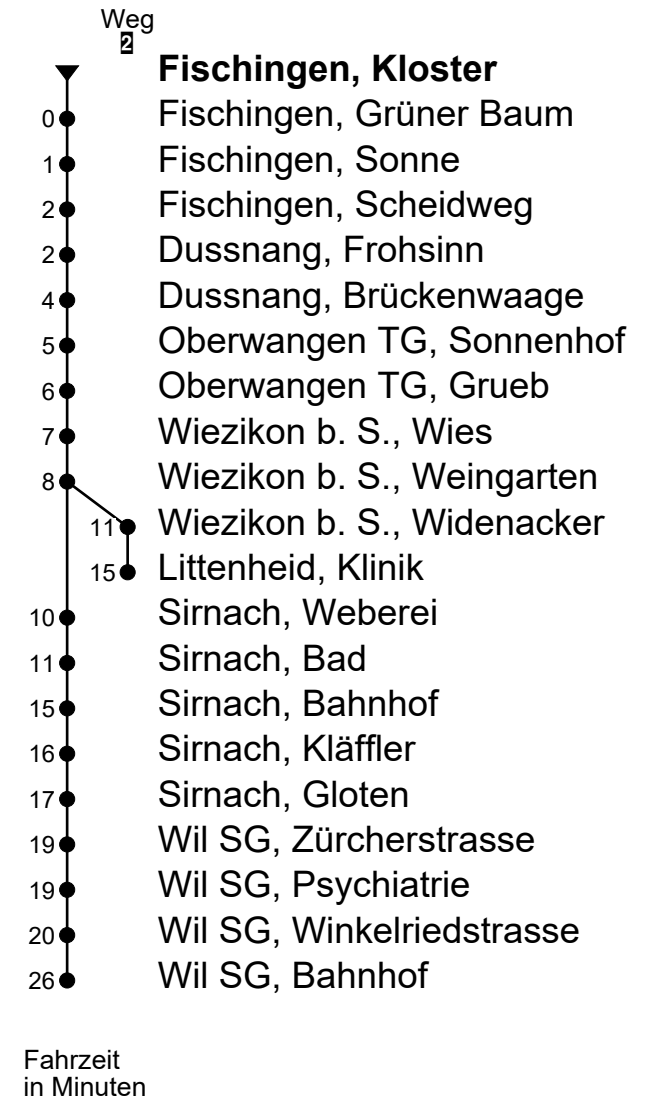 Weg
2
Fischingen, Kloster
0 Fischingen, Grüner Baum
1 Fischingen, Sonne
2 Fischingen, Scheidweg
2 Dussnang, Frohsinn
4 Dussnang, Brückenwaage
5 Oberwangen TG, Sonnenhof
6 Oberwangen TG, Grueb
7 Wiezikon b. S., Wies
8 Wiezikon b. S., Weingarten
11 Wiezikon b. S., Widenacker
15 Littenheid, Klinik
10 Sirnach, Weberei
11 Sirnach, Bad
15 Sirnach, Bahnhof
16 Sirnach, Kläffler
17 Sirnach, Gloten
19 Wil SG, Zürcherstrasse
19 Wil SG, Psychiatrie
20 Wil SG, Winkelriedstrasse
26 Wil SG, Bahnhof
Fahrzeit
in Minuten